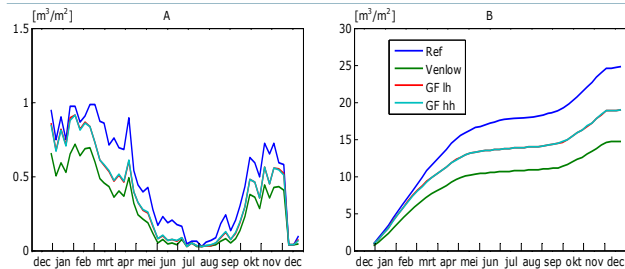 [m³/m²] A
1.5
1
0.5
0
dec jan feb mrt apr mei jun jul aug sep okt nov dec
[m³/m²] B
30
25
20
15
10
5
0
Ref
Venlow
GF lh
GF hh
dec jan feb mrt apr mei jun jul aug sep okt nov dec